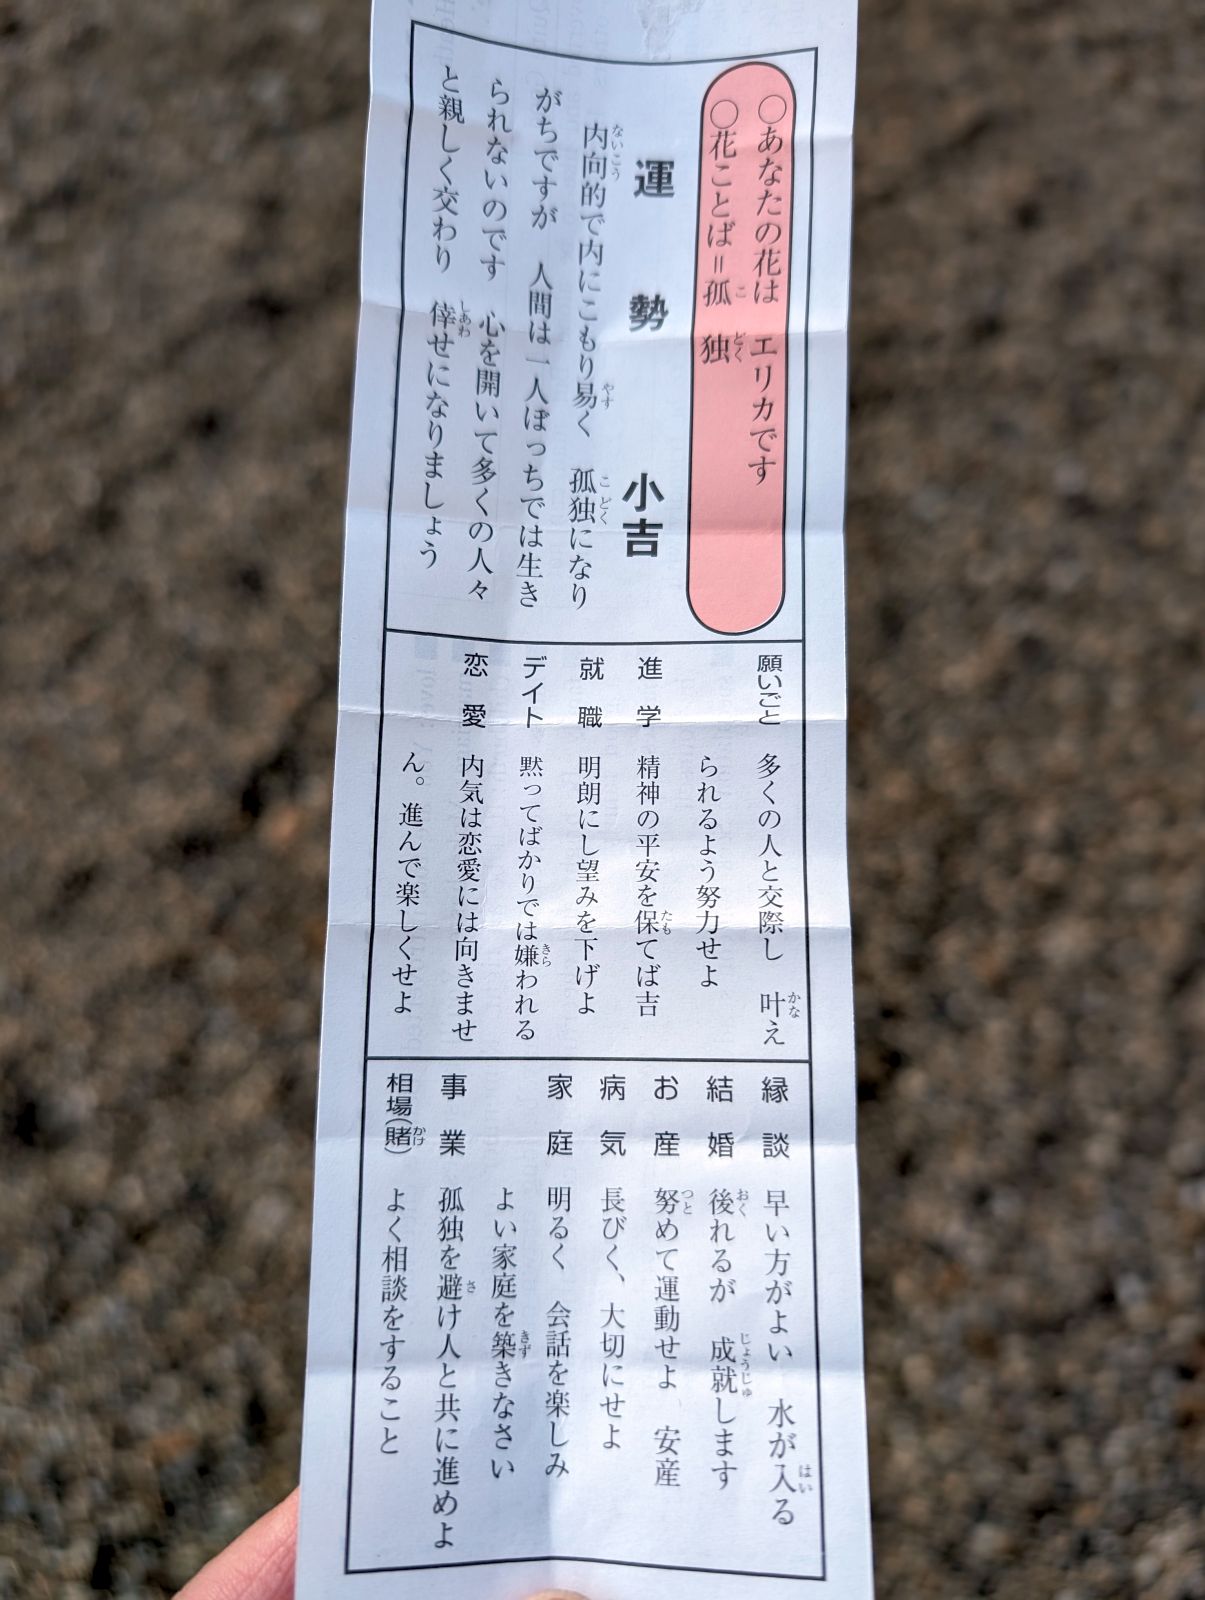 ○あなたの花は エリカです
○花ことば＝孤独
運勢 小吉
内向的で内にこもり易く 孤独になり
がちですが 人間は一人ぼっちでは生き
られないのです 心を開いて多くの人々
と親しく交わり 倖せになりましょう
願いごと 多くの人と交際し 叶え
られるよう努力せよ
進学 精神の平安を保てば吉
就職 明朗にし望みを下げよ
デイト 黙ってばかりでは嫌われる
恋愛 内気は恋愛には向きませ
ん。進んで楽しくせよ
縁談 早い方がよい 水が入る
結婚 後れるが 成就します
お産 努めて運動せよ 安産
病気 長びく、大切にせよ
家庭 明るく 会話を楽しみ
よい家庭を築きなさい
事業 孤独を避け人と共に進めよ
相場(賭) よく相談をすること